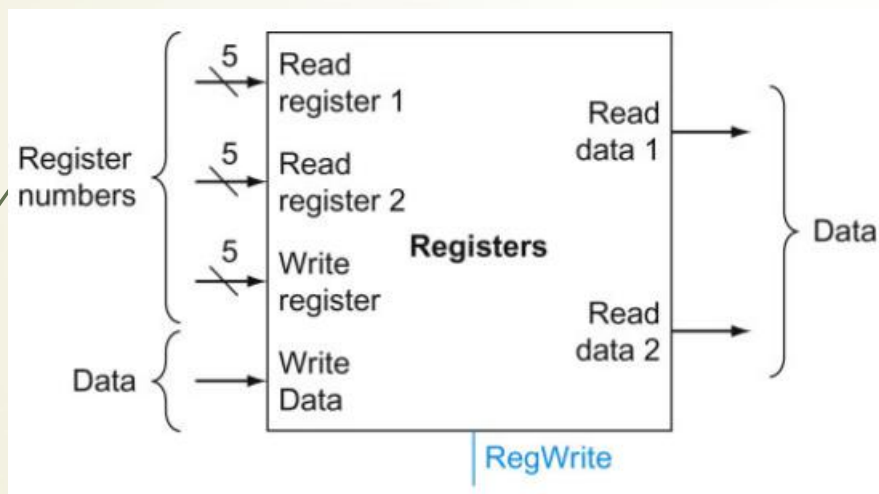 5
Read
register 1
Read
data 1
Register
numbers
5
Read
register 2
Registers
Data
5
Write
register
Read
data 2
Data
Write
Data
RegWrite